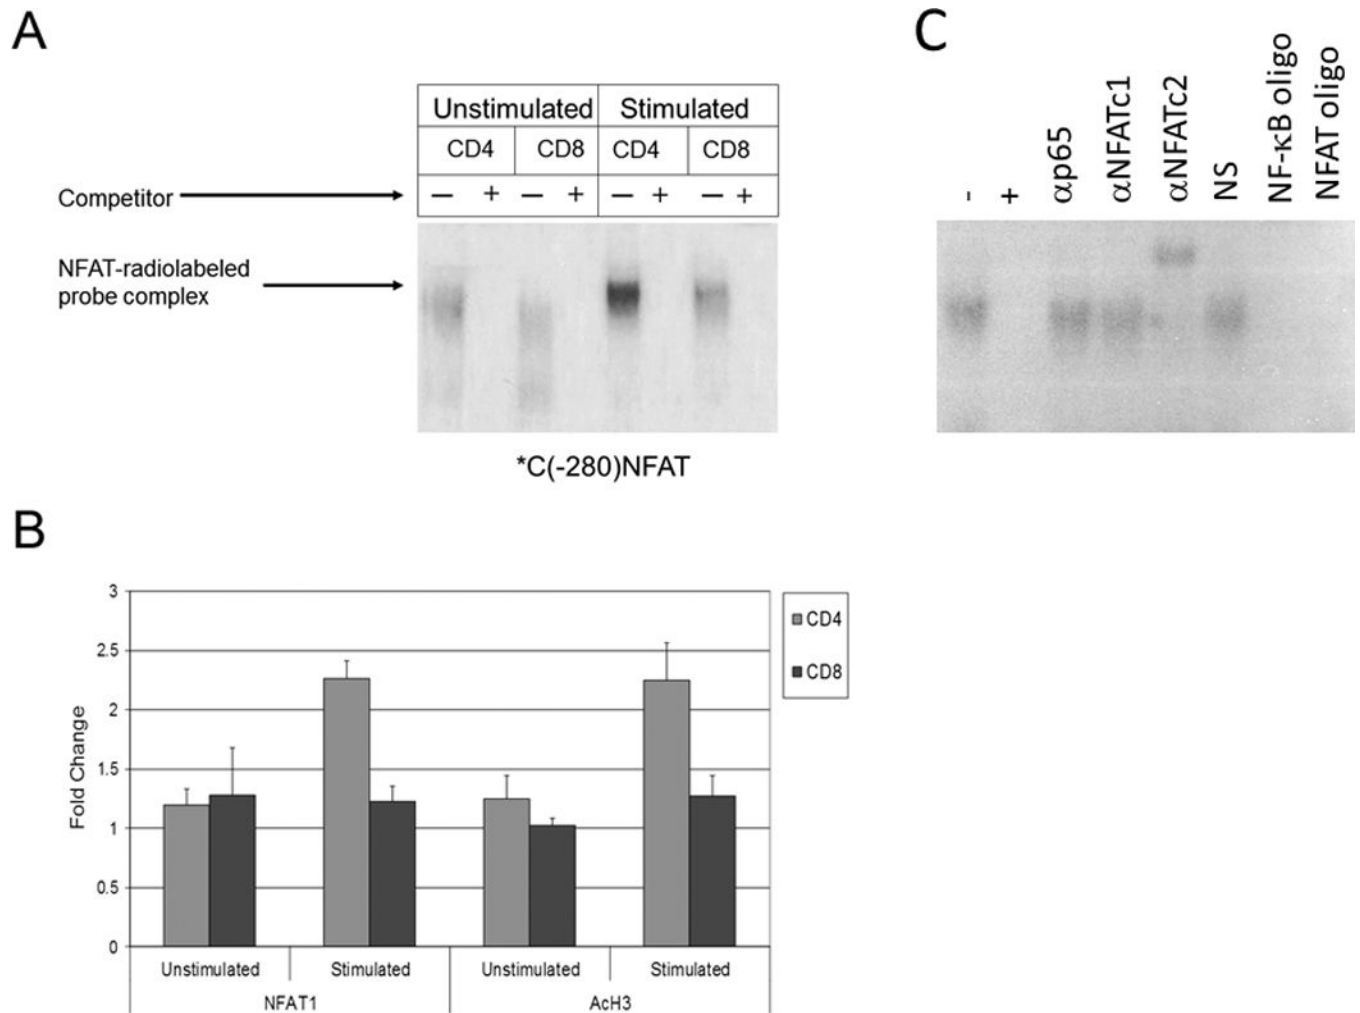 A
Unstimulated Stimulated
CD4 CD8 CD4 CD8
Competitor — + — + — + — +
NFAT-radiolabeled
probe complex
*C(-280)NFAT
C
- + αp65 αNFATc1 αNFATc2 NS NF-κB oligo NFAT oligo
B
3
2.5
2
1.5
1
0.5
0
Fold Change
CD4
CD8
Unstimulated Stimulated Unstimulated Stimulated
NFAT1 AcH3